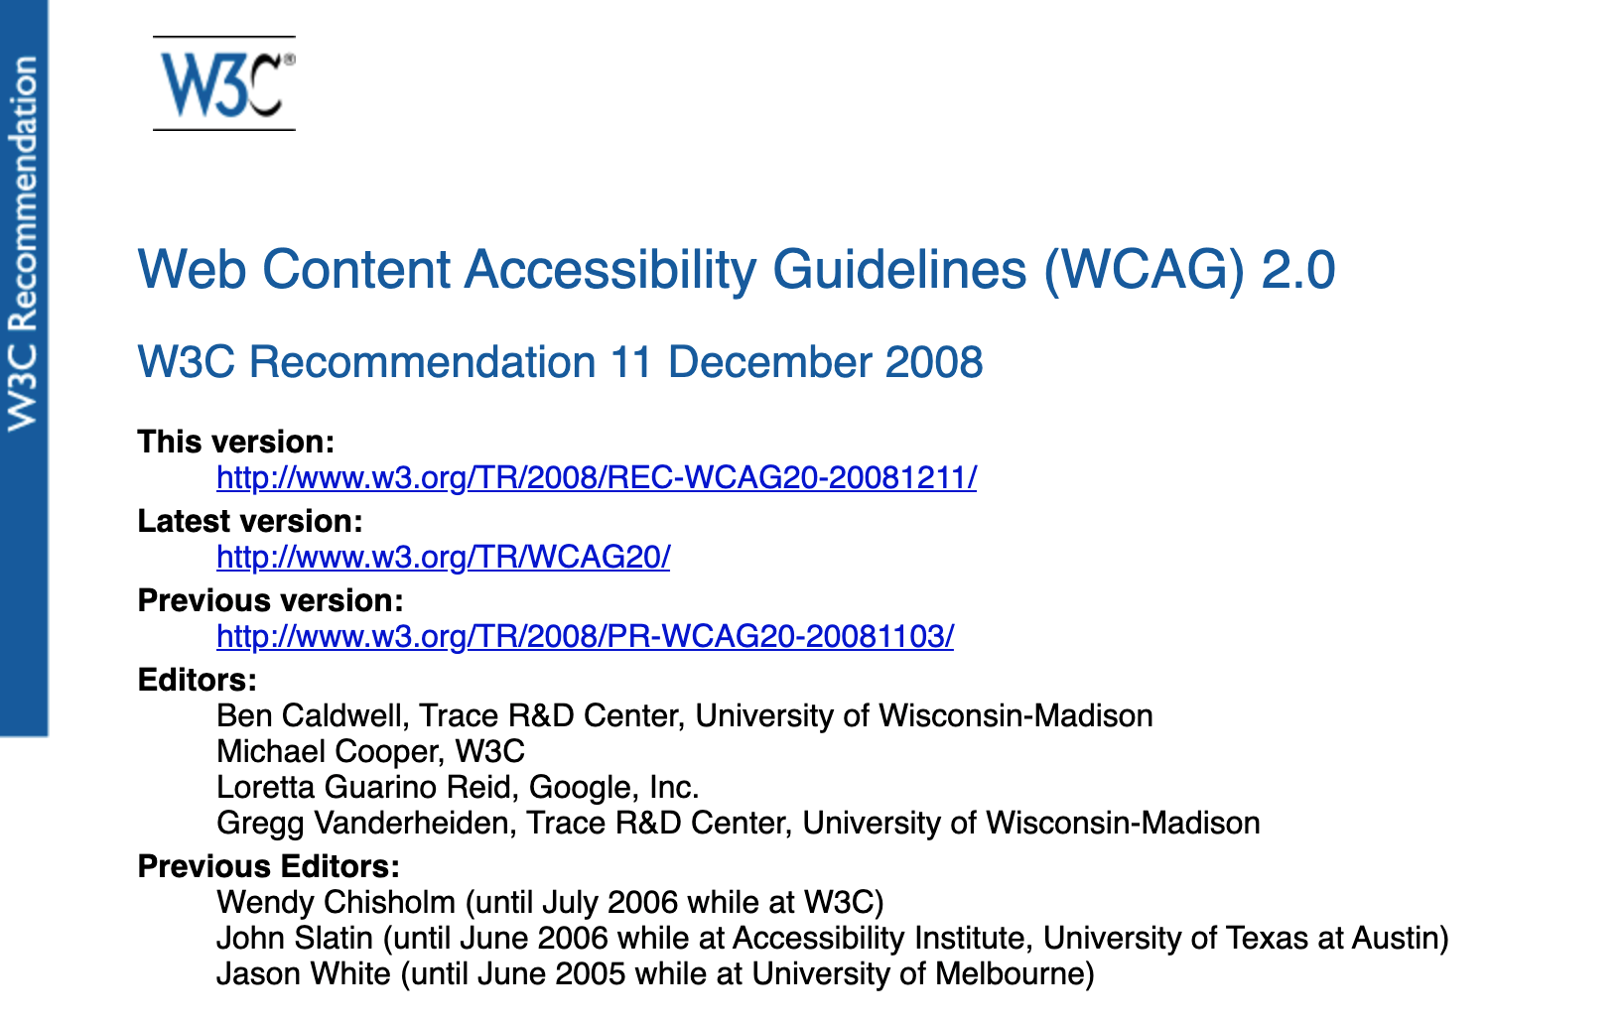 W3C Recommendation
W3C®
Web Content Accessibility Guidelines (WCAG) 2.0
W3C Recommendation 11 December 2008
This version:
http://www.w3.org/TR/2008/REC-WCAG20-20081211/
Latest version:
http://www.w3.org/TR/WCAG20/
Previous version:
http://www.w3.org/TR/2008/PR-WCAG20-20081103/
Editors:
Ben Caldwell, Trace R&D Center, University of Wisconsin-Madison
Michael Cooper, W3C
Loretta Guarino Reid, Google, Inc.
Gregg Vanderheiden, Trace R&D Center, University of Wisconsin-Madison
Previous Editors:
Wendy Chisholm (until July 2006 while at W3C)
John Slatin (until June 2006 while at Accessibility Institute, University of Texas at Austin)
Jason White (until June 2005 while at University of Melbourne)